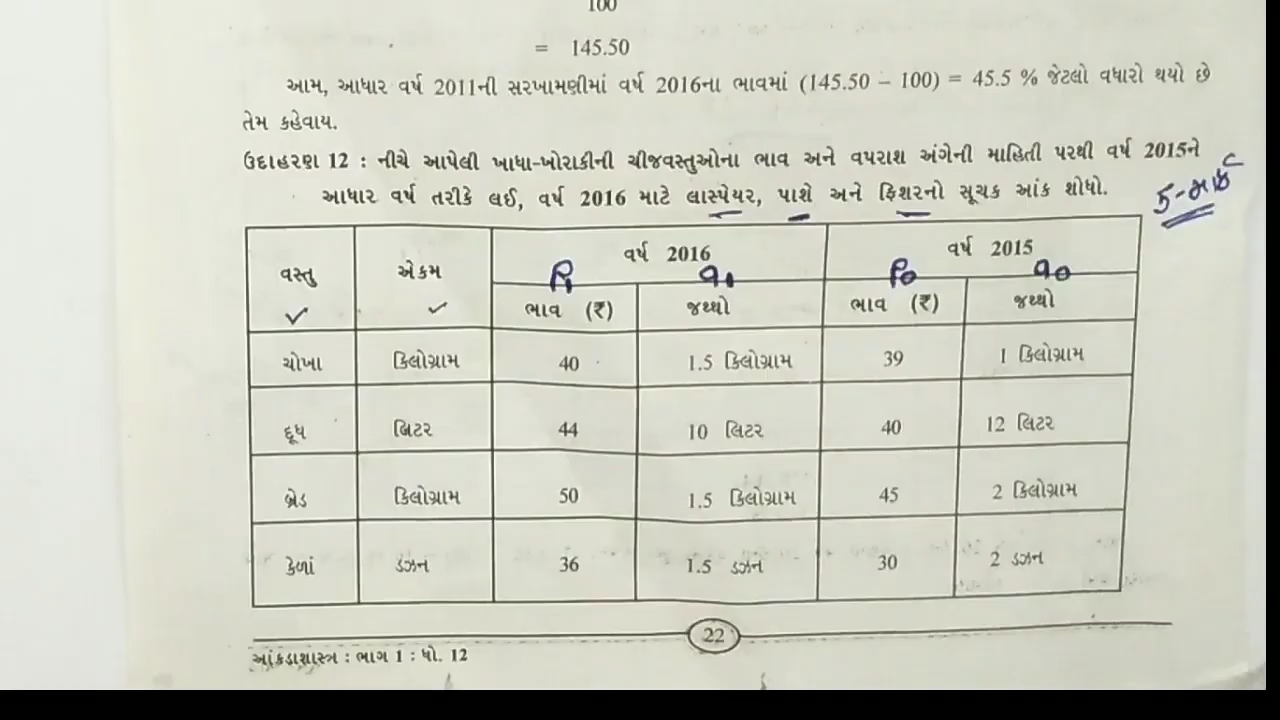 100
= 145.50
આમ, આધાર વર્ષ 2011ની સરખામણીમાં વર્ષ 2016ના ભાવમાં (145.50 – 100) = 45.5 % જેટલો વધારો થયો છે
તેમ કહેવાય.
ઉદાહરણ 12 : નીચે આપેલી ખાધા-ખોરાકીની ચીજવસ્તુઓના ભાવ અને વપરાશ અંગેની માહિતી પરથી વર્ષ 2015ને
આધાર વર્ષ તરીકે લઈ, વર્ષ 2016 માટે લાસ્પેયર, પાશે અને ફિશરનો સૂચક આંક શોધો.
5-માર્ક
વસ્તુ એકમ વર્ષ 2016 વર્ષ 2015
P₁ q₁ P₀ q₀
ભાવ (₹) જથ્થો ભાવ (₹) જથ્થો
ચોખા કિલોગ્રામ 40 1.5 કિલોગ્રામ 39 1 કિલોગ્રામ
દૂધ લિટર 44 10 લિટર 40 12 લિટર
બ્રેડ કિલોગ્રામ 50 1.5 કિલોગ્રામ 45 2 કિલોગ્રામ
કેળાં ડઝન 36 1.5 ડઝન 30 2 ડઝન
22
આંકડાશાસ્ત્ર : ભાગ 1 : ધો. 12